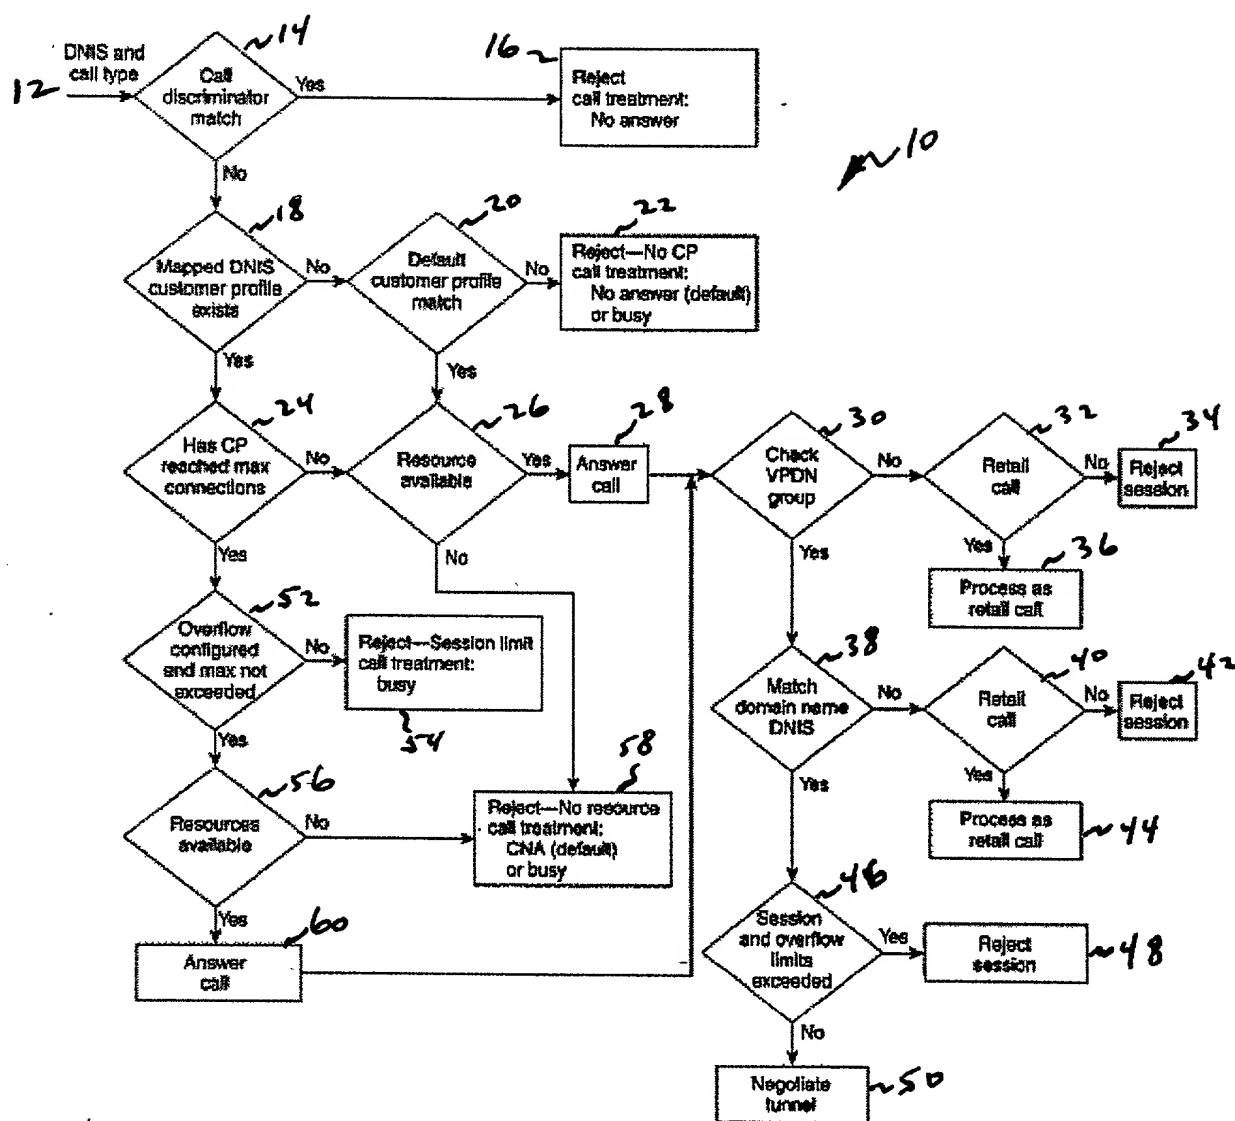 DNIS and
call type
12
14
Call
discriminator
match
Yes
16
Reject
call treatment:
No answer
10
No
18
Mapped DNIS
customer profile
exists
No
20
Default
customer profile
match
No
22
Reject—No CP
call treatment:
No answer (default)
or busy
Yes
Yes
24
Has CP
reached max
connections
No
26
Resource
available
Yes
28
Answer
call
30
Check
VPDN
group
No
32
Retail
call
No
34
Reject
session
Yes
36
Process as
retail call
Yes
No
Yes
52
Overflow
configured
and max not
exceeded
No
Reject—Session limit
call treatment:
busy
54
38
Match
domain name
DNIS
No
40
Retail
call
No
42
Reject
session
Yes
Process as
retail call
44
Yes
Yes
56
Resources
available
No
58
Reject—No resource
call treatment:
CNA (default)
or busy
Yes
60
Answer
call
46
Session
and overflow
limits
exceeded
Yes
Reject
session
48
No
Negotiate
tunnel
50